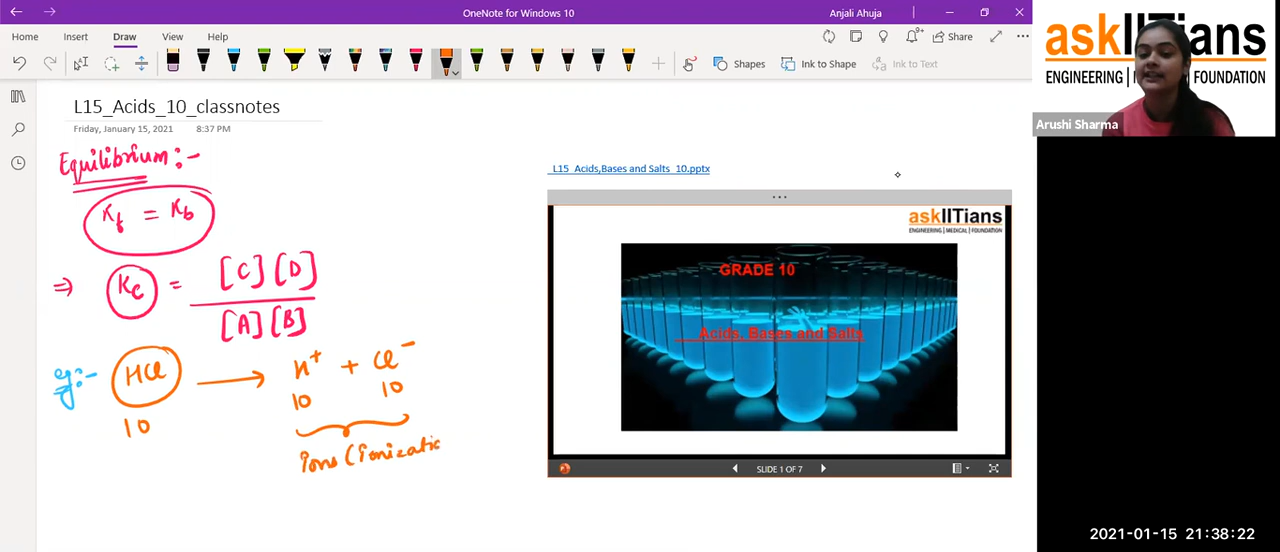 OneNote for Windows 10
Anjali Ahuja
Home Insert Draw View Help
Share
Shapes
Ink to Shape
Ink to Text
L15_Acids_10_classnotes
Friday, January 15, 2021 8:37 PM
Equilibrium:-
Kf = Kb
⇒ Kc = [C][D]
[A][B]
eg:- HCl → H+ + Cl−
10 10 10
Ions (Ionizatio
L15_Acids,Bases and Salts_10.pptx
askIITians
ENGINEERING | MEDICAL | FOUNDATION
GRADE 10
Acids, Bases and Salts
SLIDE 1 OF 7
askIITians
ENGINEERING | FOUNDATION
Arushi Sharma
2021-01-15 21:38:22